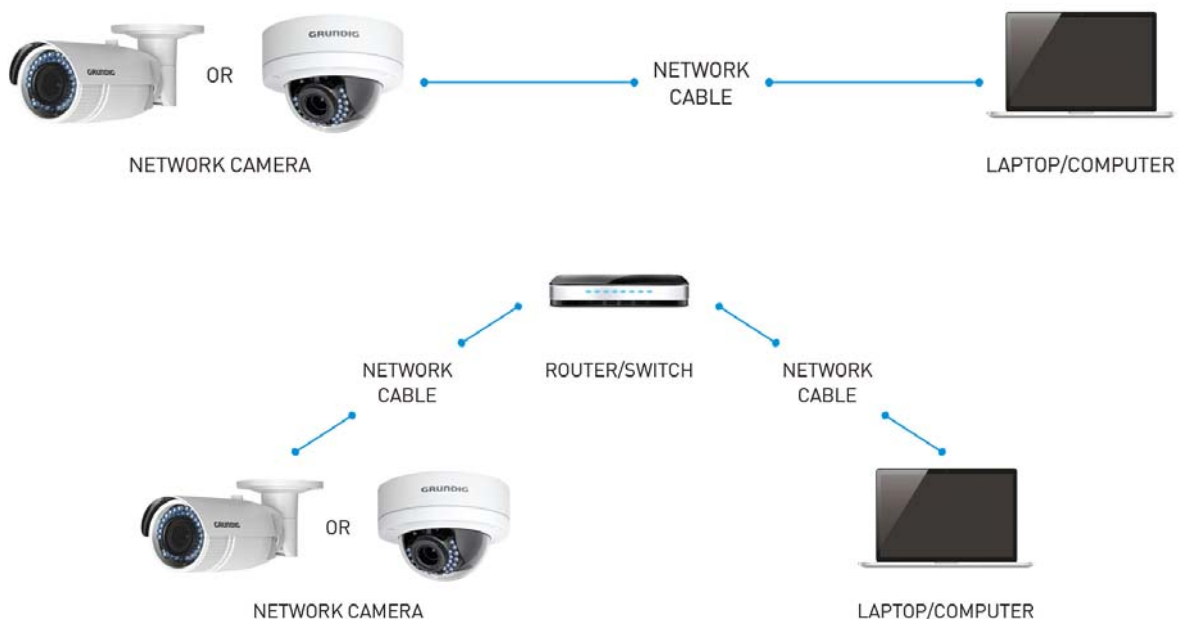 GRUNDIG
GRUNDIG
OR
NETWORK
CABLE
NETWORK CAMERA
LAPTOP/COMPUTER
NETWORK
CABLE
ROUTER/SWITCH
NETWORK
CABLE
GRUNDIG
GRUNDIG
OR
NETWORK CAMERA
LAPTOP/COMPUTER